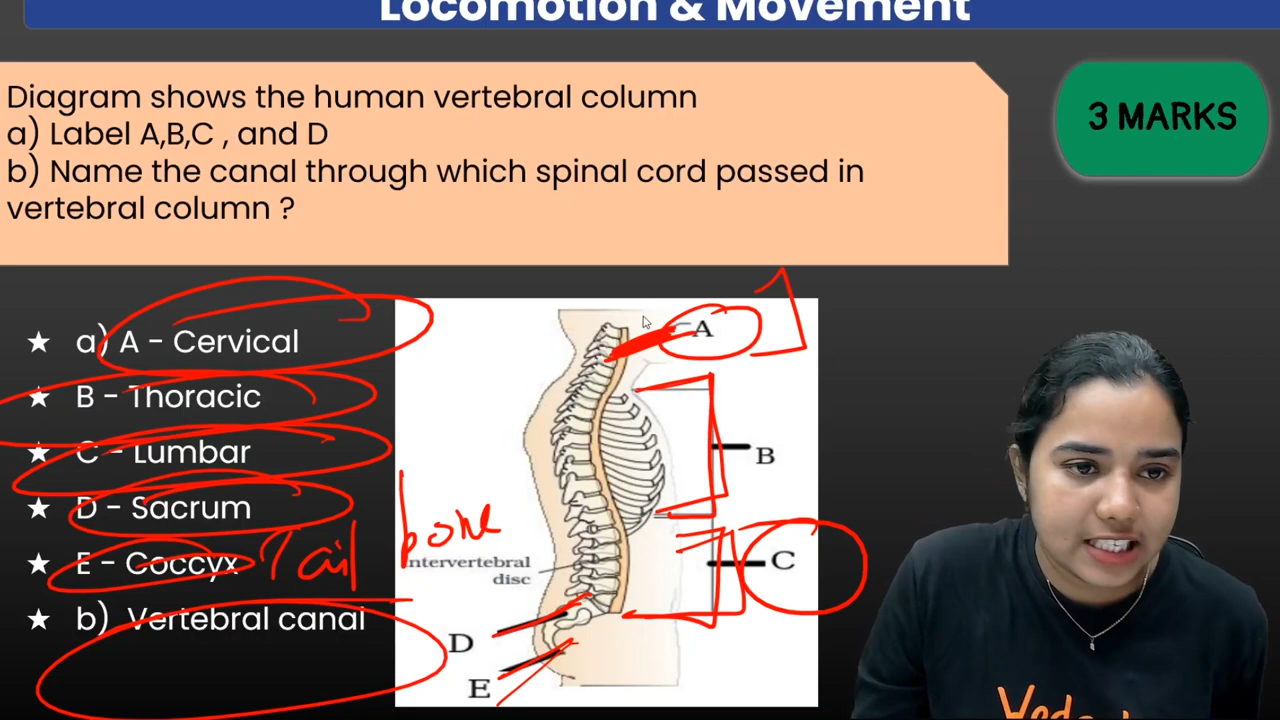 Locomotion & Movement
Diagram shows the human vertebral column
a) Label A,B,C , and D
b) Name the canal through which spinal cord passed in
vertebral column ?
3 MARKS
a) A - Cervical
B - Thoracic
C - Lumbar
D - Sacrum
E - Coccyx Tail bone
b) Vertebral canal
A
B
C
intervertebral
disc
D
E